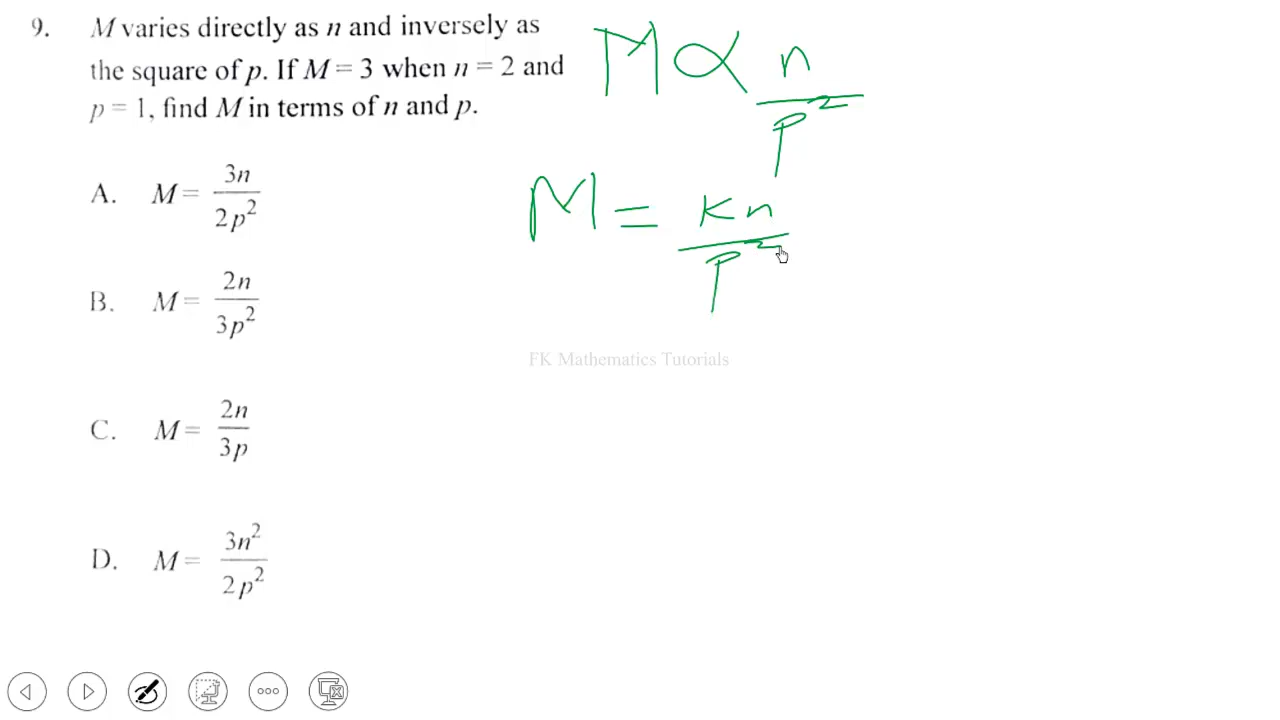 9. M varies directly as n and inversely as
the square of p. If M = 3 when n = 2 and
p = 1, find M in terms of n and p.
A. M = 3n / 2p²
B. M = 2n / 3p²
C. M = 2n / 3p
D. M = 3n² / 2p²
M ∝ n / p²
M = Kn / p²
FK Mathematics Tutorials